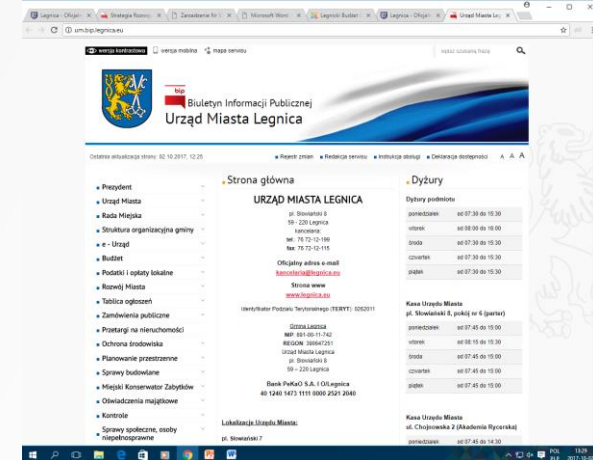 Legnica - Oficjaln
Strategia Rozwoju
Zarządzenie Nr 1
Microsoft Word
Legnicki Budżet
Legnica - Oficjaln
Urząd Miasta Leg
um.bip.legnica.eu
wersja kontrastowa
wersja mobilna
mapa serwisu
wpisz szukaną frazę
bip
Biuletyn Informacji Publicznej
Urząd Miasta Legnica
Ostatnia aktualizacja strony: 02.10.2017, 12:25
Rejestr zmian
Redakcja serwisu
Instrukcja obsługi
Deklaracja dostępności
A A A
Prezydent
Urząd Miasta
Rada Miejska
Struktura organizacyjna gminy
e - Urząd
Budżet
Podatki i opłaty lokalne
Rozwój Miasta
Tablica ogłoszeń
Zamówienia publiczne
Przetargi na nieruchomości
Ochrona środowiska
Planowanie przestrzenne
Sprawy budowlane
Miejski Konserwator Zabytków
Oświadczenia majątkowe
Kontrole
Sprawy społeczne, osoby
niepełnosprawne
Strona główna
URZĄD MIASTA LEGNICA
pl. Słowiański 8
59 - 220 Legnica
kancelaria:
tel.: 76 72-12-199
fax: 76 72-12-115
Oficjalny adres e-mail
kancelaria@legnica.eu
Strona www
www.legnica.eu
Identyfikator Podziału Terytorialnego (TERYT): 0262011
Gmina Legnica
NIP: 691-00-11-742
REGON: 390647251
Urząd Miasta Legnica
pl. Słowiański 8
59 – 220 Legnica
Bank PeKaO S.A. I O/Legnica
40 1240 1473 1111 0000 2521 2040
Lokalizacje Urzędu Miasta:
pl. Słowiański 7
Dyżury
Dyżury podmiotu
poniedziałek od 07:30 do 15:30
wtorek od 08:00 do 18:00
środa od 07:30 do 15:30
czwartek od 07:30 do 15:30
piątek od 07:30 do 15:30
Kasa Urzędu Miasta
pl. Słowiański 8, pokój nr 6 (parter)
poniedziałek od 07:45 do 15:00
wtorek od 08:15 do 15:30
środa od 07:45 do 15:00
czwartek od 07:45 do 15:00
piątek od 07:45 do 15:00
Kasa Urzędu Miasta
ul. Chojnowska 2 (Akademia Rycerska)
poniedziałek od 07:45 do 14:30
POL
13:29
2017-10-02